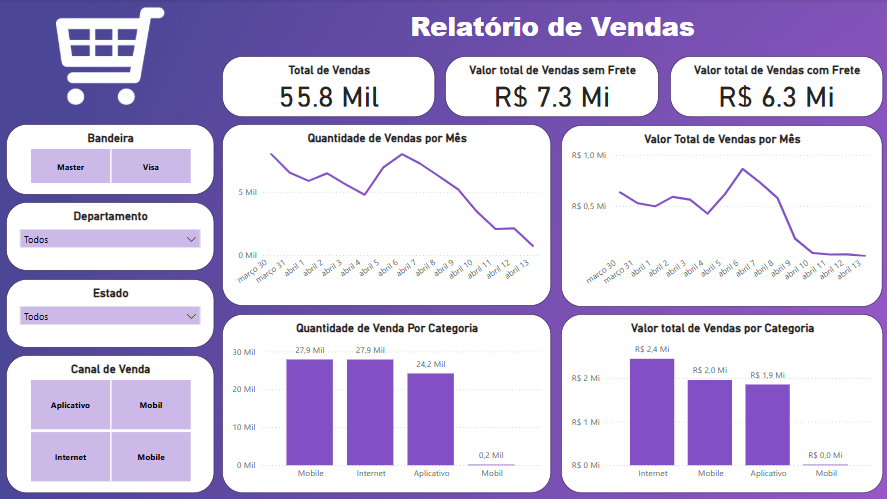 Relatório de Vendas
Total de Vendas
55.8 Mil
Valor total de Vendas sem Frete
R$ 7.3 Mi
Valor total de Vendas com Frete
R$ 6.3 Mi
Bandeira
Master
Visa
Departamento
Todos
Estado
Todos
Canal de Venda
Aplicativo
Mobil
Internet
Mobile
Quantidade de Vendas por Mês
5 Mil
0 Mil
março 30
março 31
abril 1
abril 2
abril 3
abril 4
abril 5
abril 6
abril 7
abril 8
abril 9
abril 10
abril 11
abril 12
abril 13
Valor Total de Vendas por Mês
R$ 1,0 Mi
R$ 0,5 Mi
março 30
março 31
abril 1
abril 2
abril 3
abril 4
abril 5
abril 6
abril 7
abril 8
abril 9
abril 10
abril 11
abril 12
abril 13
Quantidade de Venda Por Categoria
30 Mil
20 Mil
10 Mil
0 Mil
27,9 Mil
27,9 Mil
24,2 Mil
0,2 Mil
Mobile
Internet
Aplicativo
Mobil
Valor total de Vendas por Categoria
R$ 2 Mi
R$ 1 Mi
R$ 0 Mi
R$ 2,4 Mi
R$ 2,0 Mi
R$ 1,9 Mi
R$ 0,0 Mi
Internet
Mobile
Aplicativo
Mobil